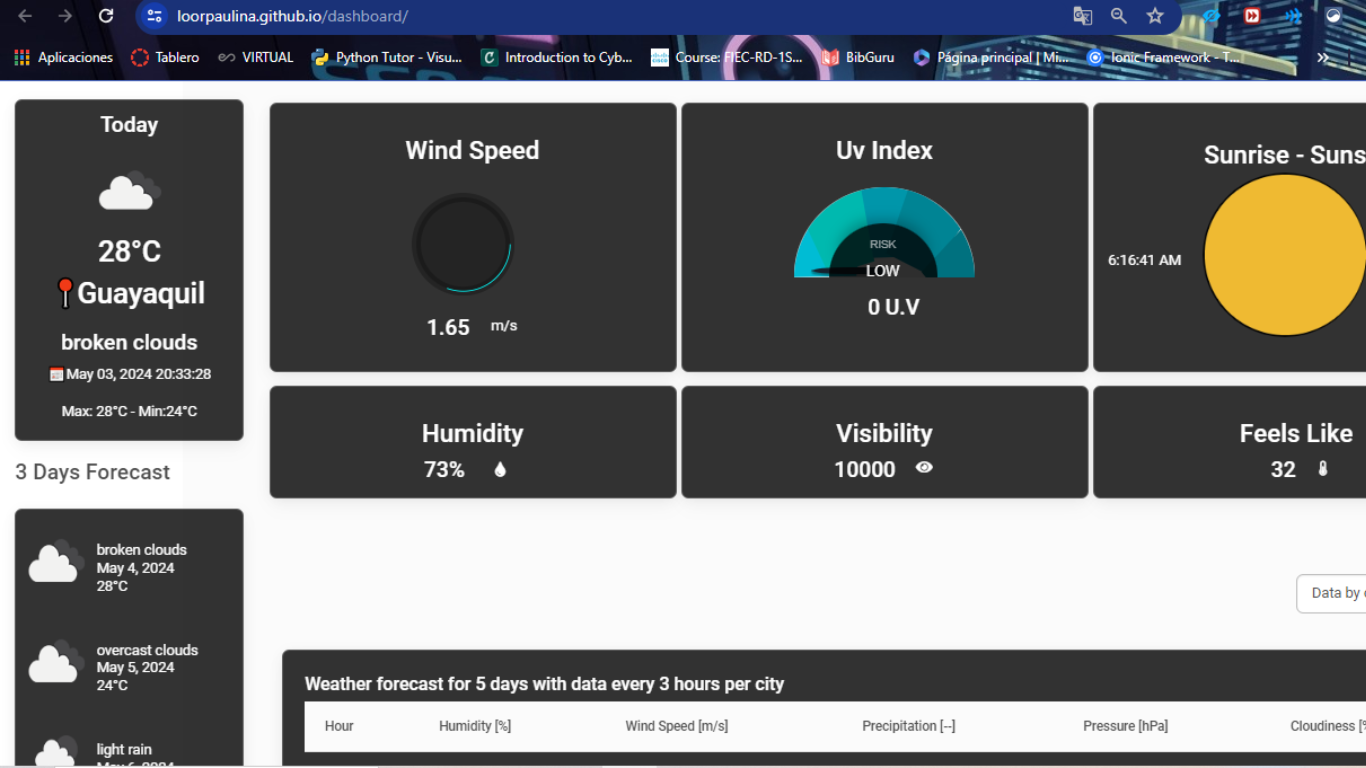 loorpaulina.github.io/dashboard/
Aplicaciones
Tablero
VIRTUAL
Python Tutor - Visu...
Introduction to Cyb...
Course: FIEC-RD-1S...
BibGuru
Página principal | Mi...
Ionic Framework - T...
Today
28°C
Guayaquil
broken clouds
May 03, 2024 20:33:28
Max: 28°C - Min:24°C
Wind Speed
1.65 m/s
Uv Index
RISK
LOW
0 U.V
Sunrise - Suns
6:16:41 AM
Humidity
73%
Visibility
10000
Feels Like
32
3 Days Forecast
broken clouds
May 4, 2024
28°C
overcast clouds
May 5, 2024
24°C
light rain
Data by
Weather forecast for 5 days with data every 3 hours per city
Hour Humidity [%] Wind Speed [m/s] Precipitation [--] Pressure [hPa] Cloudiness [%